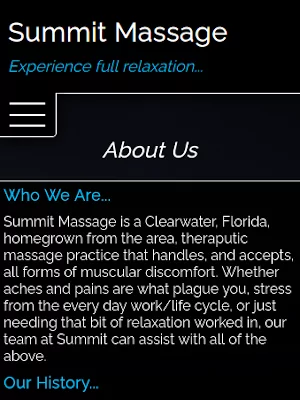 Summit Massage
Experience full relaxation...
About Us
Who We Are...
Summit Massage is a Clearwater, Florida,
homegrown from the area, theraputic
massage practice that handles, and accepts,
all forms of muscular discomfort. Whether
aches and pains are what plague you, stress
from the every day work/life cycle, or just
needing that bit of relaxation worked in, our
team at Summit can assist with all of the
above.
Our History...